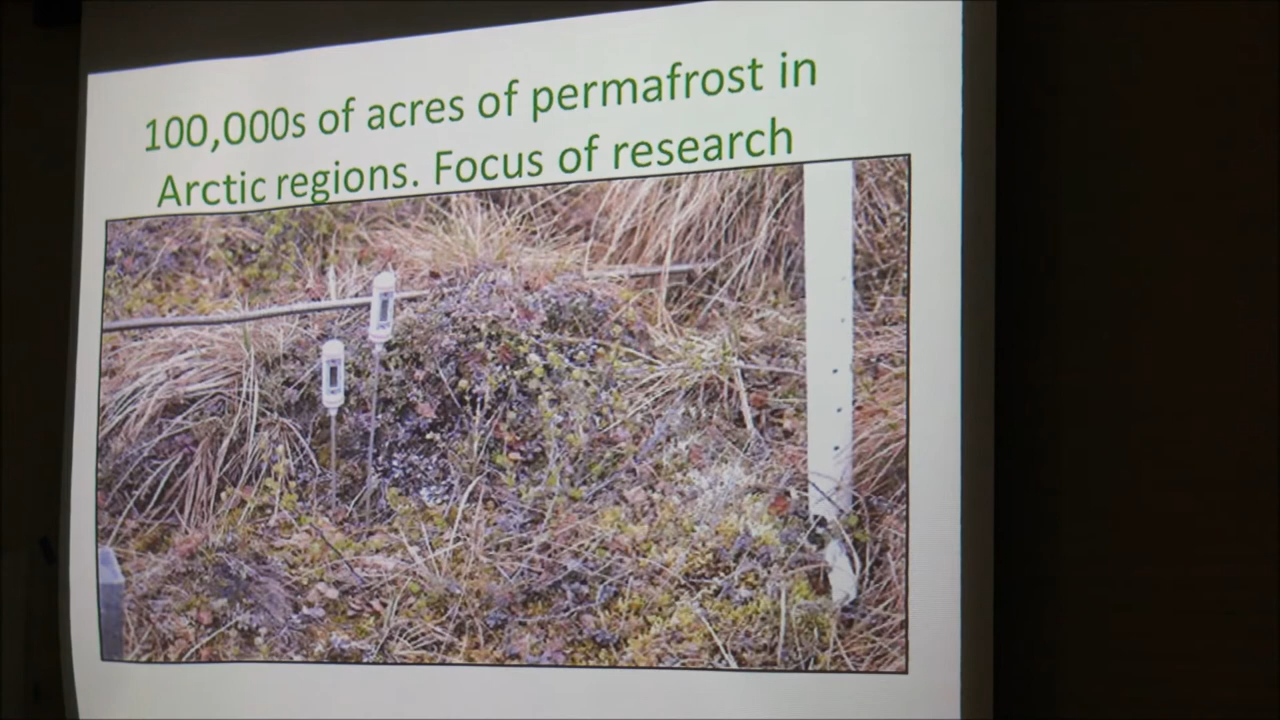 100,000s of acres of permafrost in
Arctic regions. Focus of research